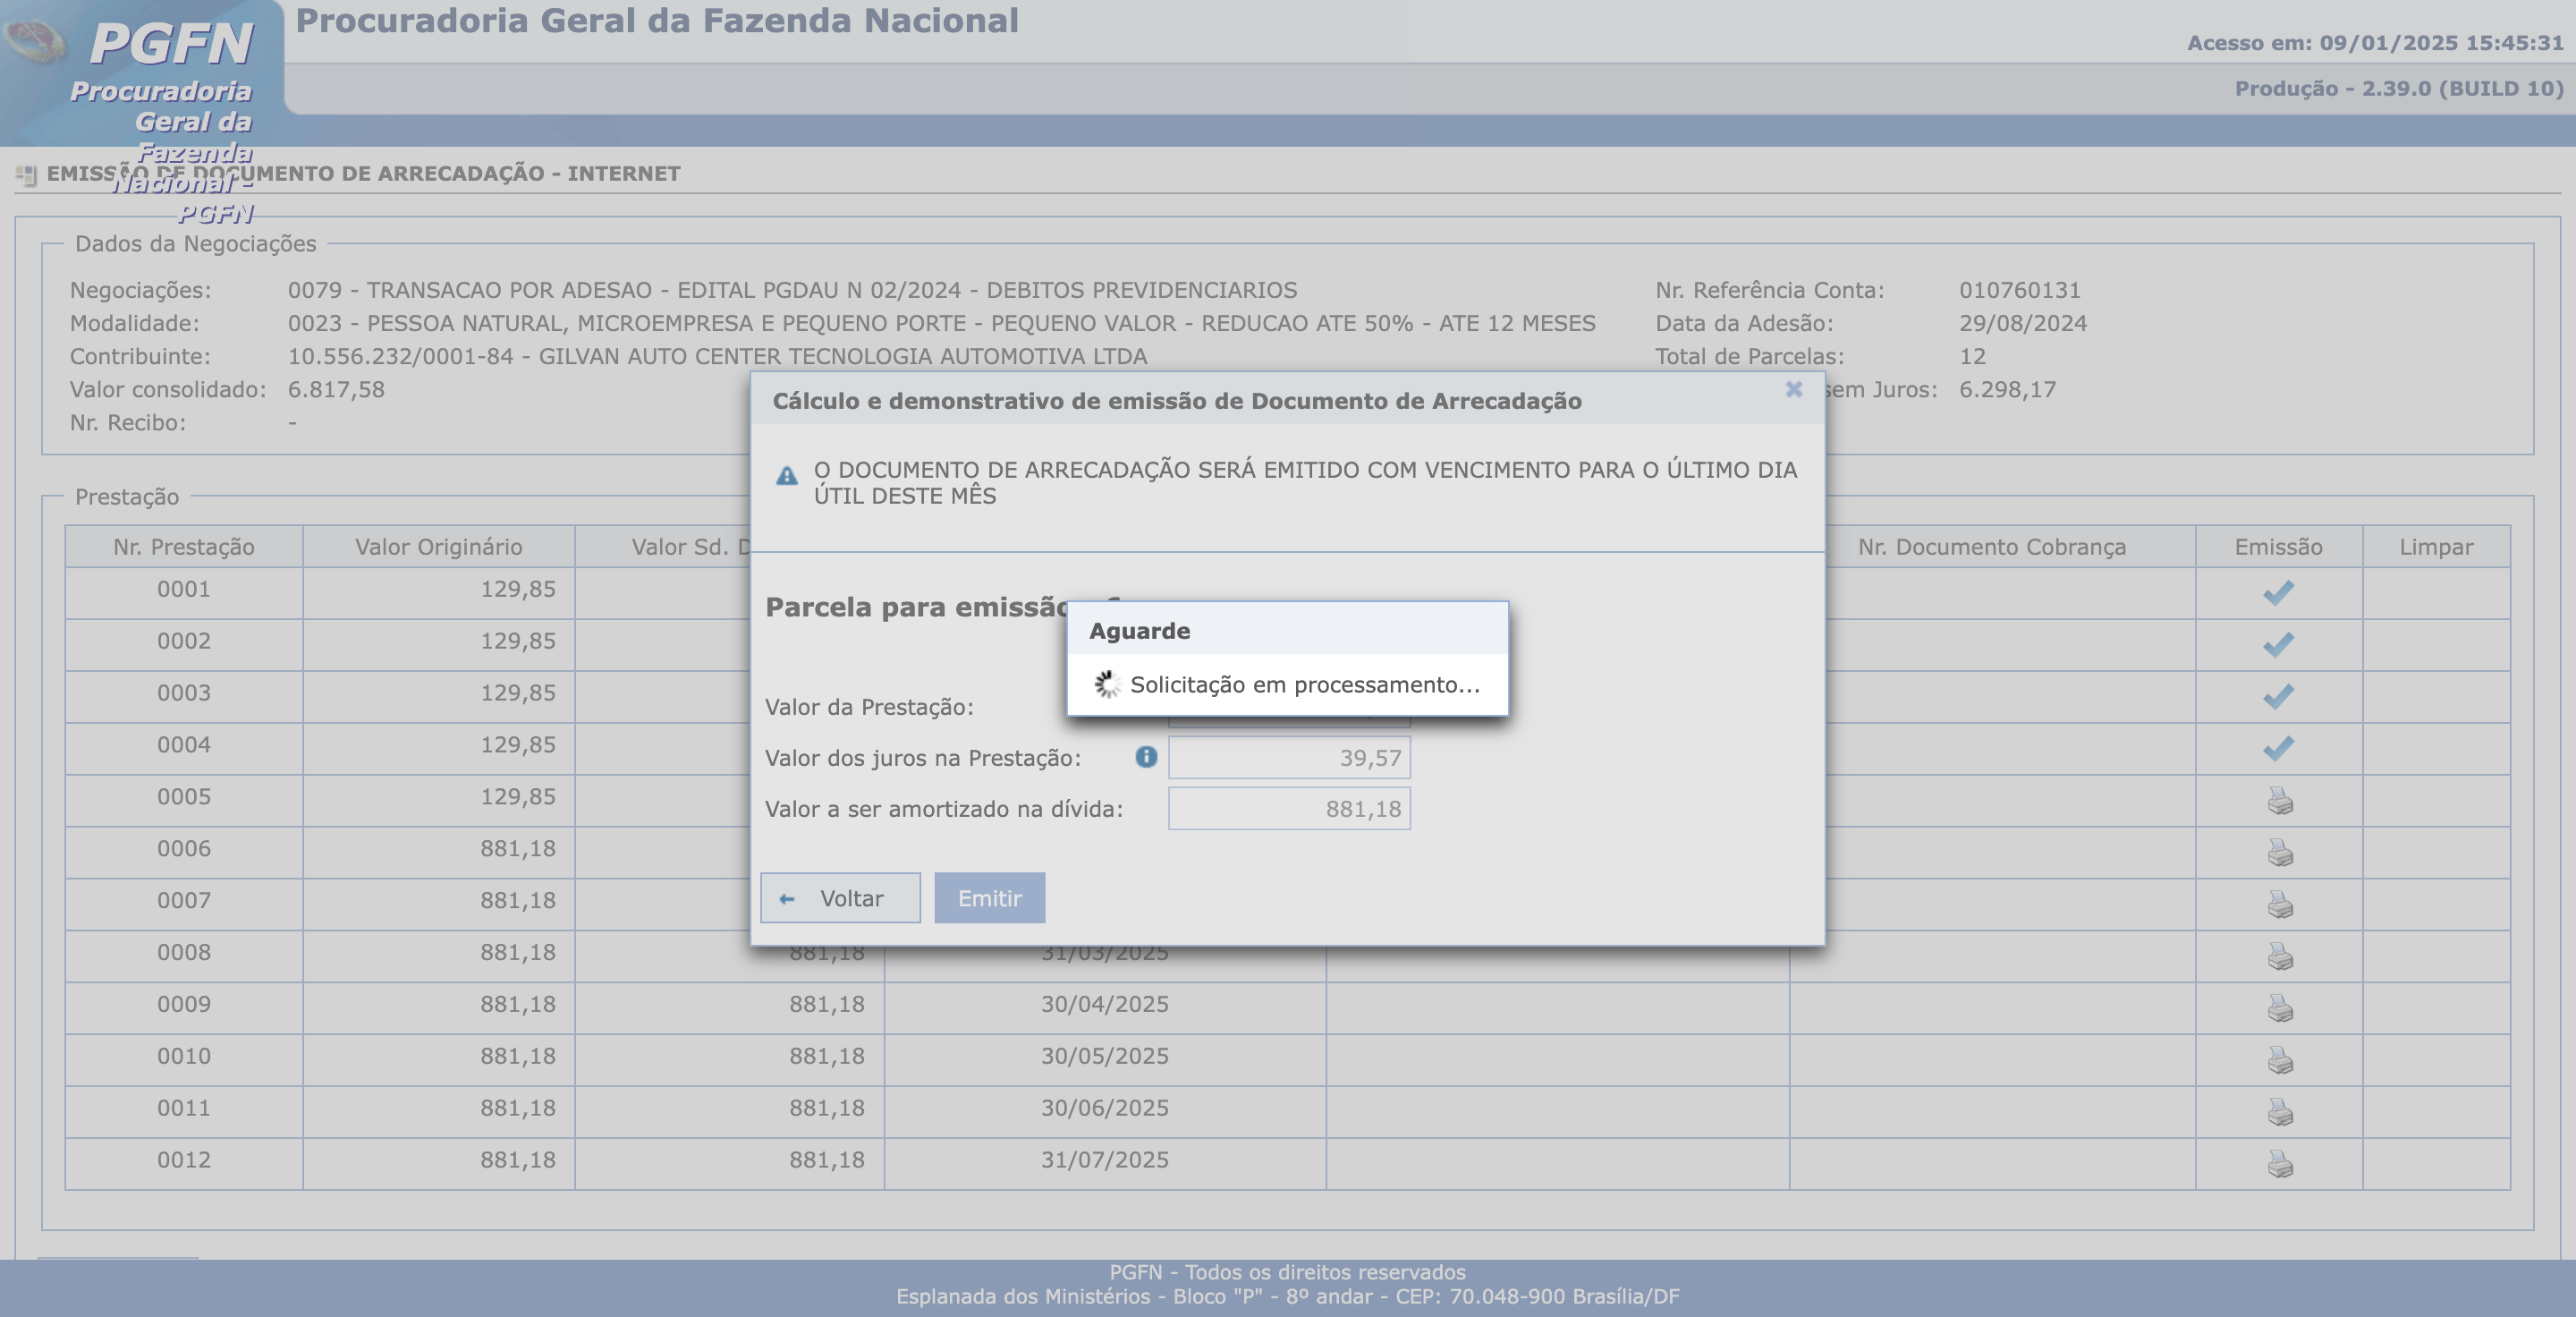 PGFN
Procuradoria
Geral da
Fazenda
Nacional -
PGFN
Procuradoria Geral da Fazenda Nacional
Acesso em: 09/01/2025 15:45:31
Produção - 2.39.0 (BUILD 10)
EMISSÃO DE DOCUMENTO DE ARRECADAÇÃO - INTERNET
Dados da Negociações
Negociações: 0079 - TRANSACAO POR ADESAO - EDITAL PGDAU N 02/2024 - DEBITOS PREVIDENCIARIOS Nr. Referência Conta: 010760131
Modalidade: 0023 - PESSOA NATURAL, MICROEMPRESA E PEQUENO PORTE - PEQUENO VALOR - REDUCAO ATE 50% - ATE 12 MESES Data da Adesão: 29/08/2024
Contribuinte: 10.556.232/0001-84 - GILVAN AUTO CENTER TECNOLOGIA AUTOMOTIVA LTDA Total de Parcelas: 12
Valor consolidado: 6.817,58 sem Juros: 6.298,17
Nr. Recibo: -
Cálculo e demonstrativo de emissão de Documento de Arrecadação
O DOCUMENTO DE ARRECADAÇÃO SERÁ EMITIDO COM VENCIMENTO PARA O ÚLTIMO DIA
ÚTIL DESTE MÊS
Parcela para emissão
Aguarde
Solicitação em processamento...
Valor da Prestação:
Valor dos juros na Prestação: 39,57
Valor a ser amortizado na dívida: 881,18
Voltar Emitir
Prestação
Nr. Prestação Valor Originário Valor Sd. Nr. Documento Cobrança Emissão Limpar
0001 129,85
0002 129,85
0003 129,85
0004 129,85
0005 129,85
0006 881,18
0007 881,18
0008 881,18 881,18 31/03/2025
0009 881,18 881,18 30/04/2025
0010 881,18 881,18 30/05/2025
0011 881,18 881,18 30/06/2025
0012 881,18 881,18 31/07/2025
PGFN - Todos os direitos reservados
Esplanada dos Ministérios - Bloco "P" - 8º andar - CEP: 70.048-900 Brasília/DF